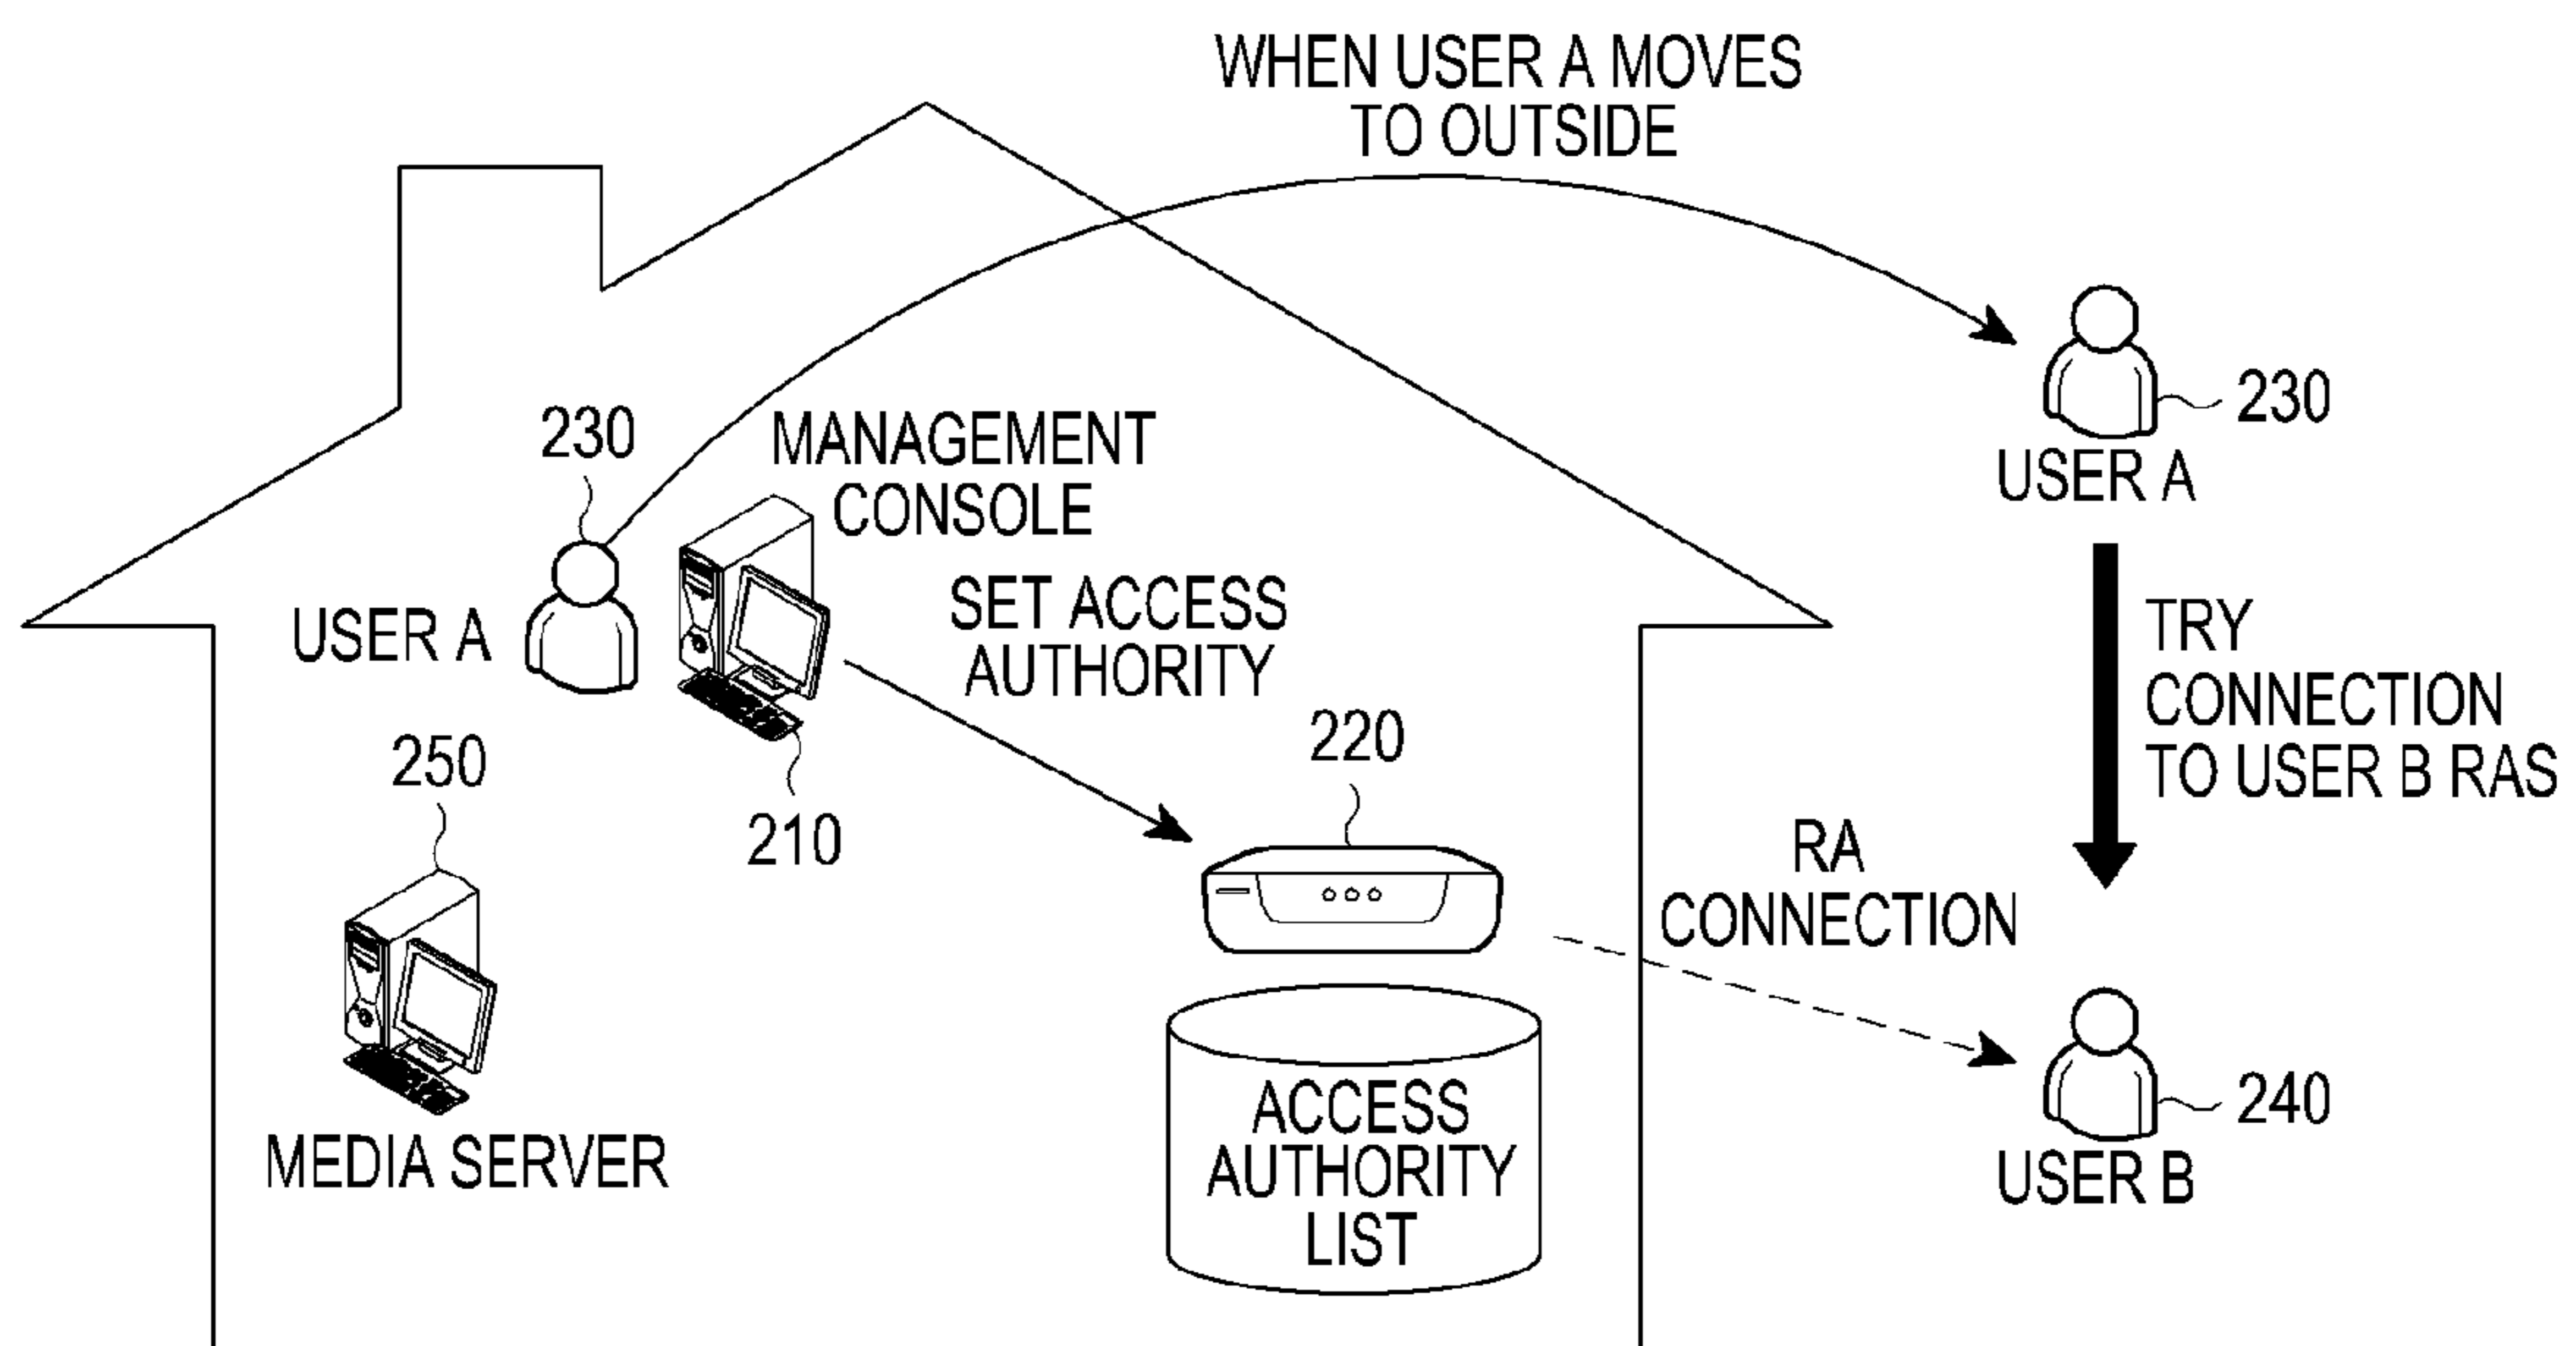 WHEN USER A MOVES
TO OUTSIDE
230
USER A
230
MANAGEMENT
CONSOLE
USER A
SET ACCESS
AUTHORITY
210
250
MEDIA SERVER
220
ACCESS
AUTHORITY
LIST
TRY
CONNECTION
TO USER B RAS
RA
CONNECTION
240
USER B